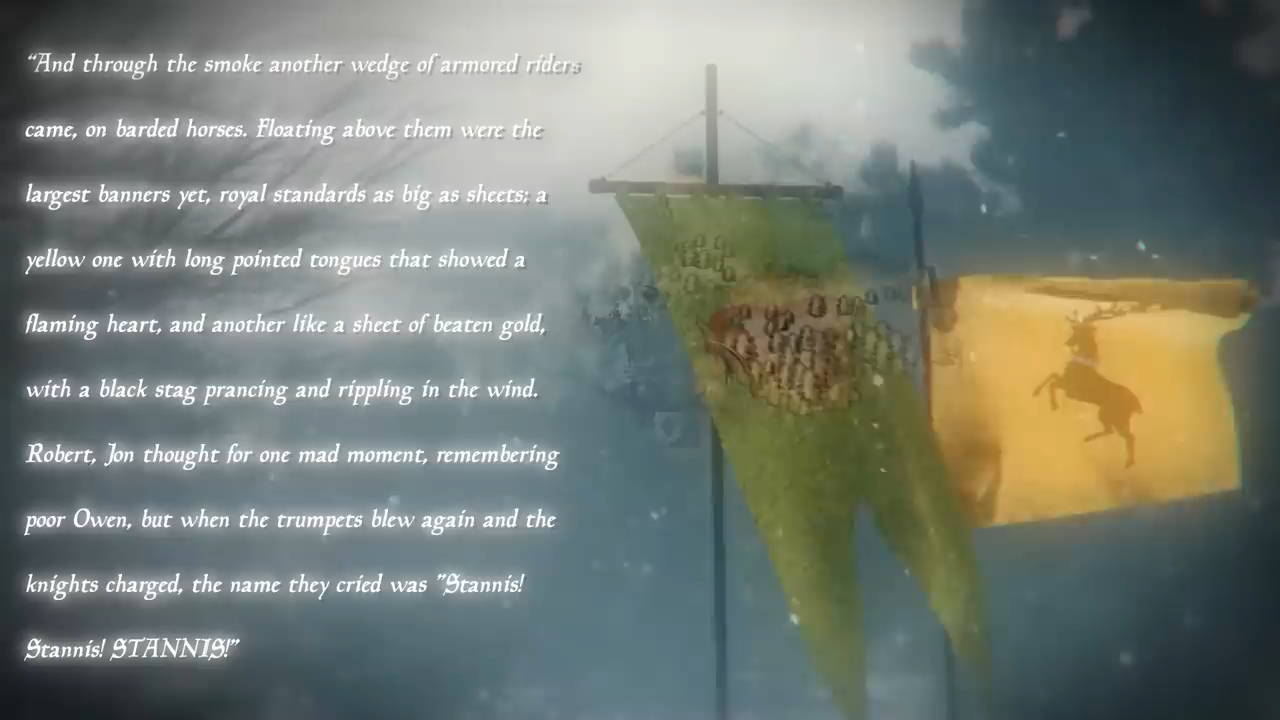 “And through the smoke another wedge of armored riders
came, on barded horses. Floating above them were the
largest banners yet, royal standards as big as sheets; a
yellow one with long pointed tongues that showed a
flaming heart, and another like a sheet of beaten gold,
with a black stag prancing and rippling in the wind.
Robert, Jon thought for one mad moment, remembering
poor Owen, but when the trumpets blew again and the
knights charged, the name they cried was "Stannis!
Stannis! STANNIS!”